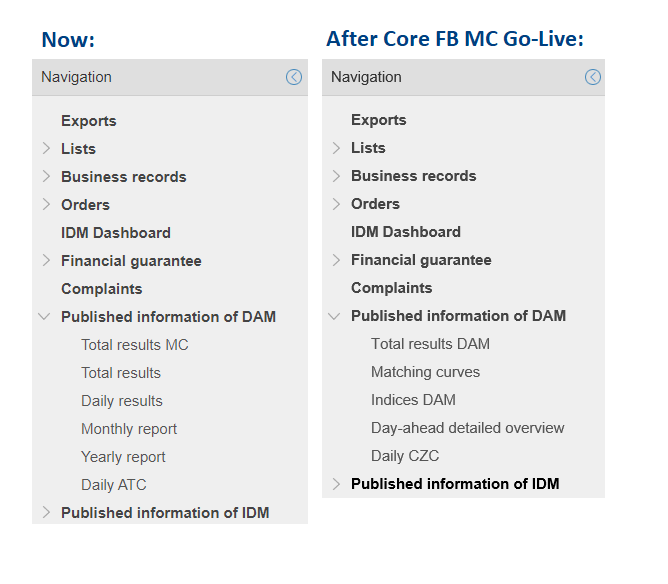 Now:
Navigation
Exports
Lists
Business records
Orders
IDM Dashboard
Financial guarantee
Complaints
Published information of DAM
Total results MC
Total results
Daily results
Monthly report
Yearly report
Daily ATC
Published information of IDM
After Core FB MC Go-Live:
Navigation
Exports
Lists
Business records
Orders
IDM Dashboard
Financial guarantee
Complaints
Published information of DAM
Total results DAM
Matching curves
Indices DAM
Day-ahead detailed overview
Daily CZC
Published information of IDM